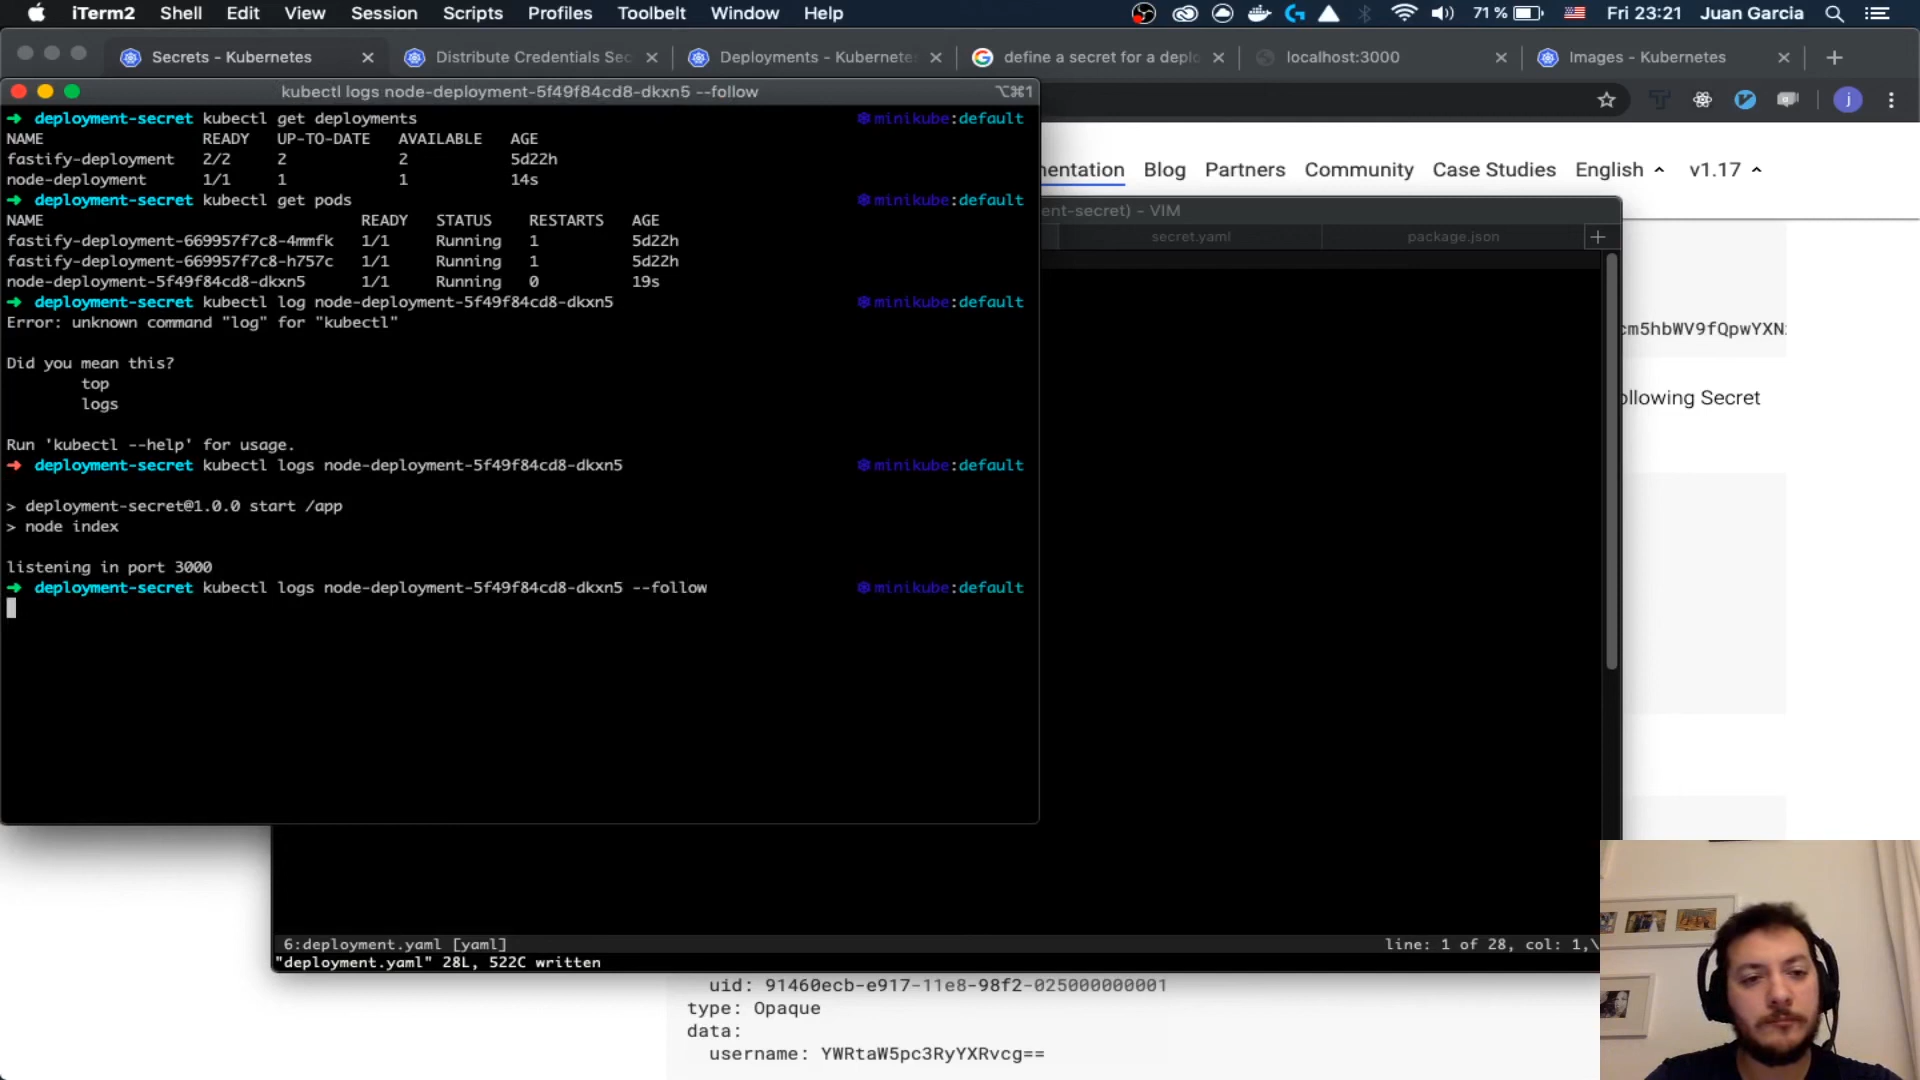 iTerm2 Shell Edit View Session Scripts Profiles Toolbelt Window Help 71% Fri 23:21 Juan Garcia
Secrets - Kubernetes
Distribute Credentials Sec
Deployments - Kubernetes
define a secret for a deplo
localhost:3000
Images - Kubernetes
kubectl logs node-deployment-5f49f84cd8-dkxn5 --follow ⌥⌘1
j
→ deployment-secret kubectl get deployments minikube:default
NAME READY UP-TO-DATE AVAILABLE AGE
fastify-deployment 2/2 2 2 5d22h
node-deployment 1/1 1 1 14s
→ deployment-secret kubectl get pods minikube:default
NAME READY STATUS RESTARTS AGE
fastify-deployment-669957f7c8-4mmfk 1/1 Running 1 5d22h
fastify-deployment-669957f7c8-h757c 1/1 Running 1 5d22h
node-deployment-5f49f84cd8-dkxn5 1/1 Running 0 19s
→ deployment-secret kubectl log node-deployment-5f49f84cd8-dkxn5 minikube:default
Error: unknown command "log" for "kubectl"
Did you mean this?
top
logs
Run 'kubectl --help' for usage.
→ deployment-secret kubectl logs node-deployment-5f49f84cd8-dkxn5 minikube:default
> deployment-secret@1.0.0 start /app
> node index
listening in port 3000
→ deployment-secret kubectl logs node-deployment-5f49f84cd8-dkxn5 --follow minikube:default
entation Blog Partners Community Case Studies English v1.17
ent-secret) - VIM
secret.yaml package.json
cm5hbWV9fQpwYXN
ollowing Secret
6:deployment.yaml [yaml] line: 1 of 28, col: 1,\
"deployment.yaml" 28L, 522C written
uid: 91460ecb-e917-11e8-98f2-025000000001
type: Opaque
data:
username: YWRtaW5pc3RyYXRvcg==